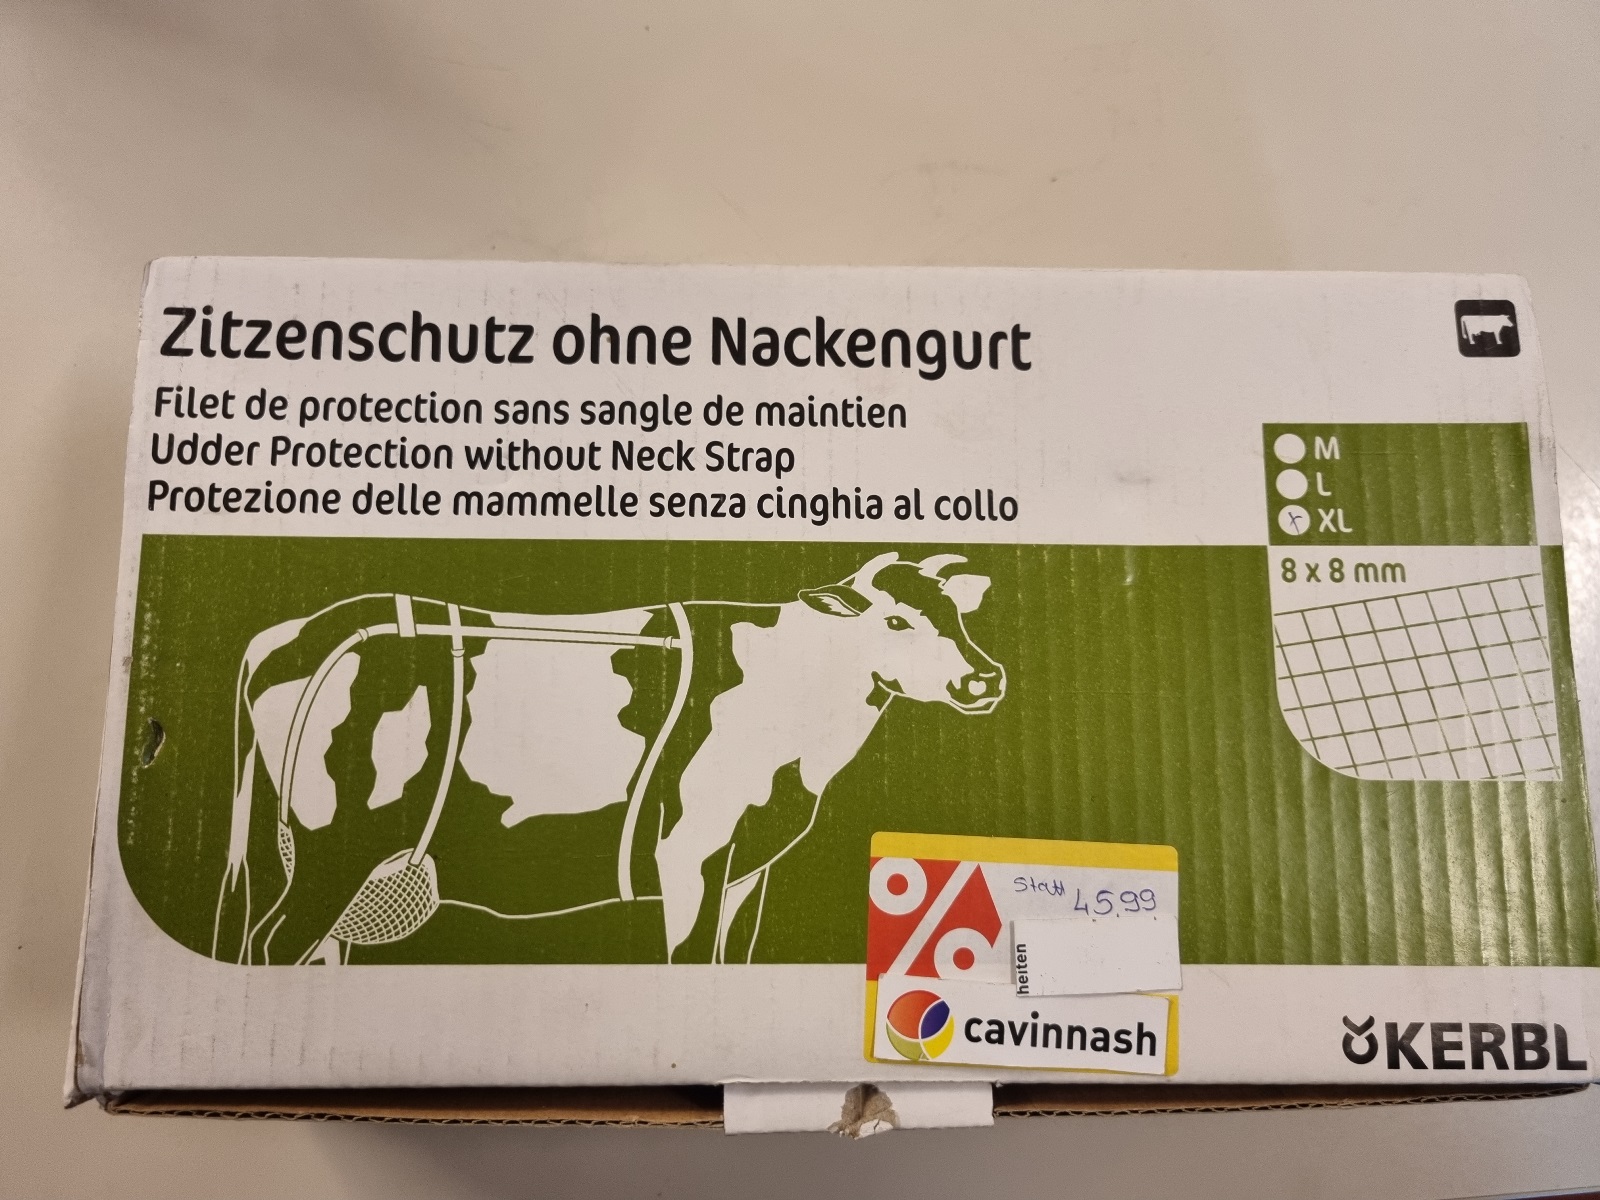 Zitzenschutz ohne Nackengurt
Filet de protection sans sangle de maintien
Udder Protection without Neck Strap
Protezione delle mammelle senza cinghia al collo
M
L
XL
8 x 8 mm
%
Statt 45.99
heiten
cavinnash
KERBL